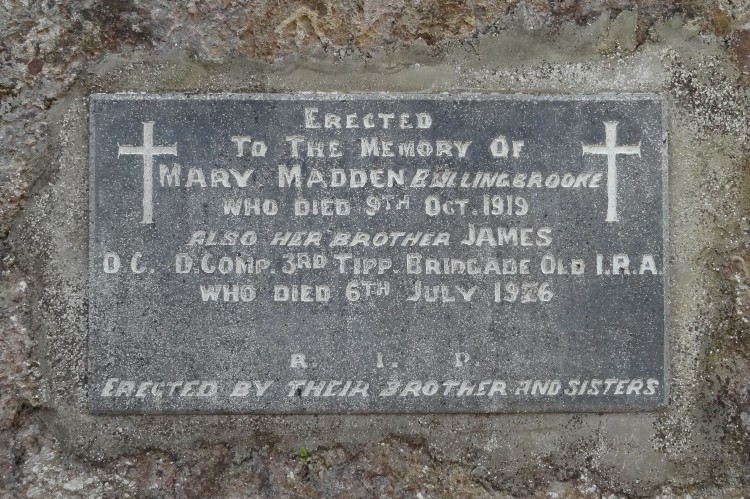 ERECTED
TO THE MEMORY OF
MARY MADDEN BULLINGBROOKE
WHO DIED 9TH OCT. 1919
ALSO HER BROTHER JAMES
O.C. D.COMP. 3RD TIPP. BRIDGADE OLD I.R.A.
WHO DIED 6TH JULY 1926
R. I. P.
ERECTED BY THEIR BROTHER AND SISTERS